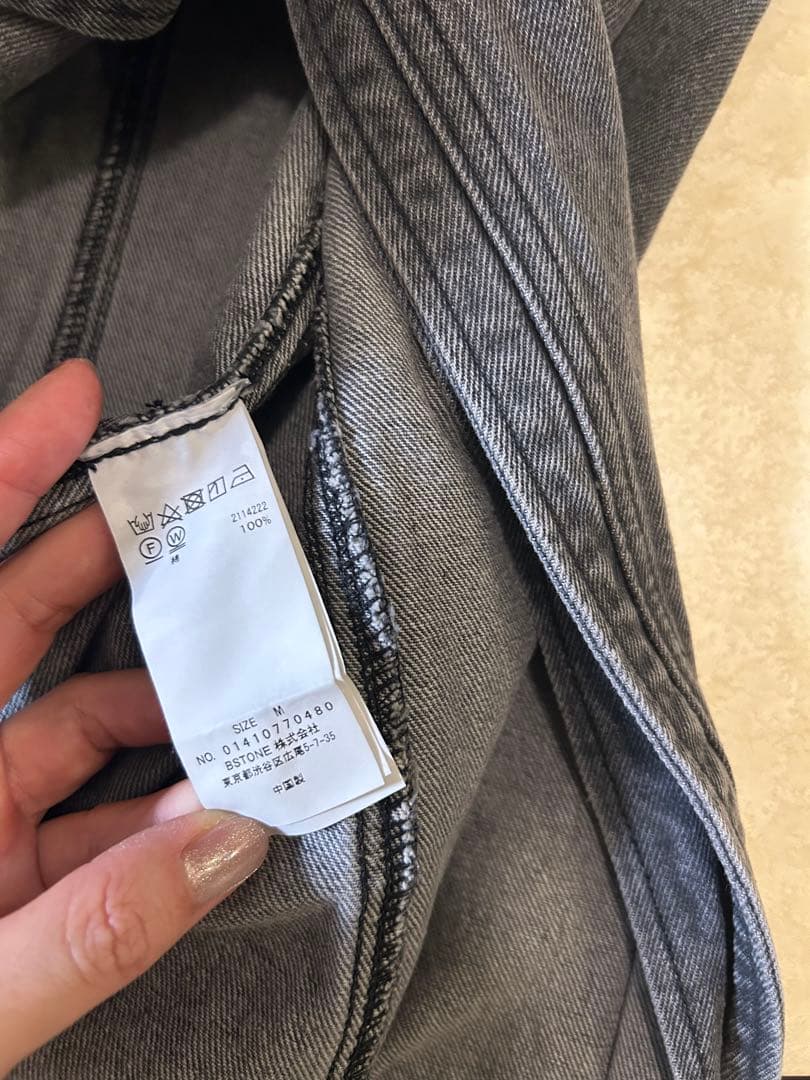 2114222
100%
F W
綿
SIZE M
NO. 01410770480
BSTONE 株式会社
東京都渋谷区広尾5-7-35
中国製